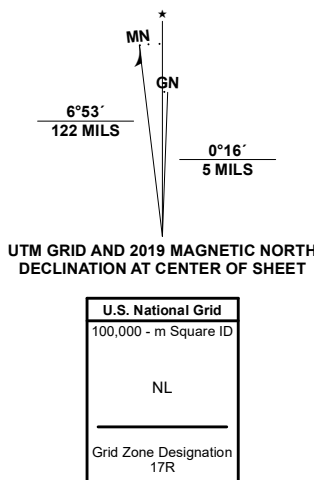 ★
MN
GN
6°53´
122 MILS
0°16´
5 MILS
UTM GRID AND 2019 MAGNETIC NORTH
DECLINATION AT CENTER OF SHEET
U.S. National Grid
100,000 - m Square ID
NL
Grid Zone Designation
17R